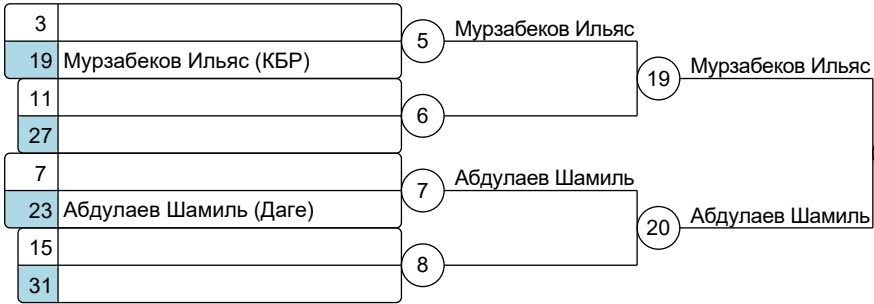 3
19 Мурзабеков Ильяс (КБР)
11
27
7
23 Абдулаев Шамиль (Даге)
15
31
5
6
7
8
Мурзабеков Ильяс
Абдулаев Шамиль
19
20
Мурзабеков Ильяс
Абдулаев Шамиль